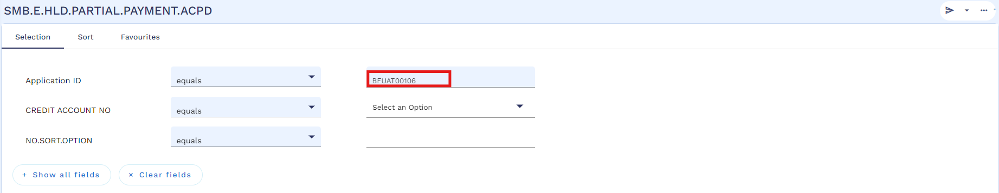 SMB.E.HLD.PARTIAL.PAYMENT.ACPD
Selection Sort Favourites
Application ID equals BFUAT00106
CREDIT ACCOUNT NO equals Select an Option
NO.SORT.OPTION equals
+ Show all fields × Clear fields